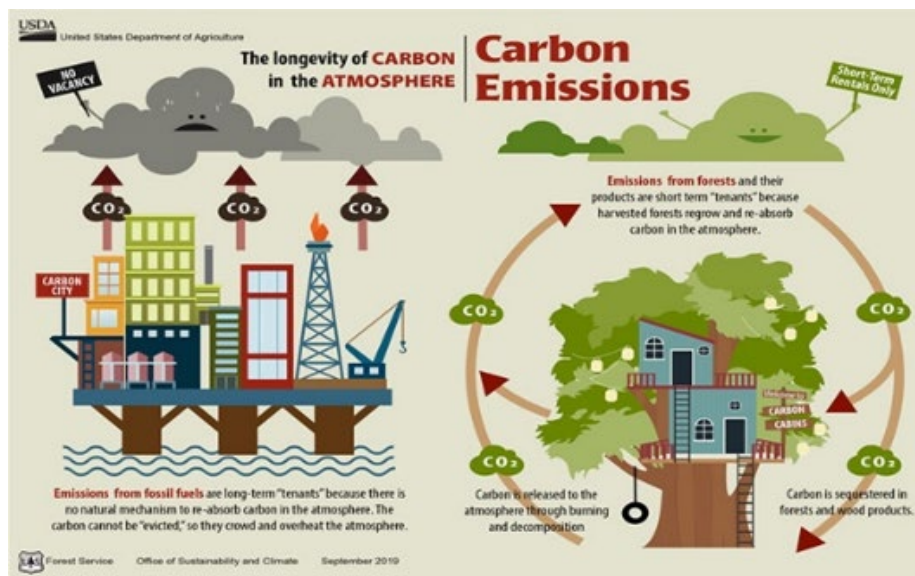 USDA
United States Department of Agriculture
The longevity of CARBON
in the ATMOSPHERE
Carbon
Emissions
NO
VACANCY
Short-Term
Rentals Only
CO2
CO2
CO2
CARBON
CITY
Emissions from fossil fuels are long-term "tenants" because there is
no natural mechanism to re-absorb carbon in the atmosphere. The
carbon cannot be "evicted," so they crowd and overheat the atmosphere.
Emissions from forests and their
products are short term "tenants" because
harvested forests regrow and re-absorb
carbon in the atmosphere.
CO2
CO2
Welcome to
CARBON
CABINS
CO2
CO2
Carbon is released to the
atmosphere through burning
and decomposition
Carbon is sequestered in
forests and wood products.
Forest Service
Office of Sustainability and Climate
September 2019